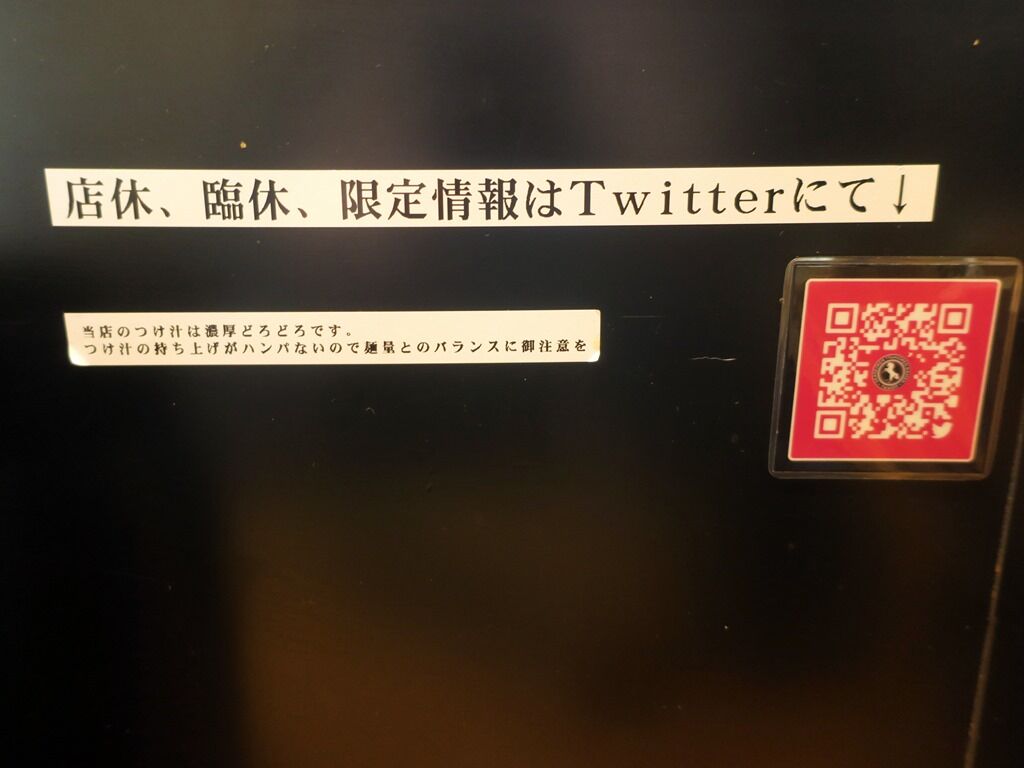 店休、臨休、限定情報はTwitterにて↓
当店のつけ汁は濃厚どろどろです。
つけ汁の持ち上げがハンパないので麺量とのバランスに御注意を